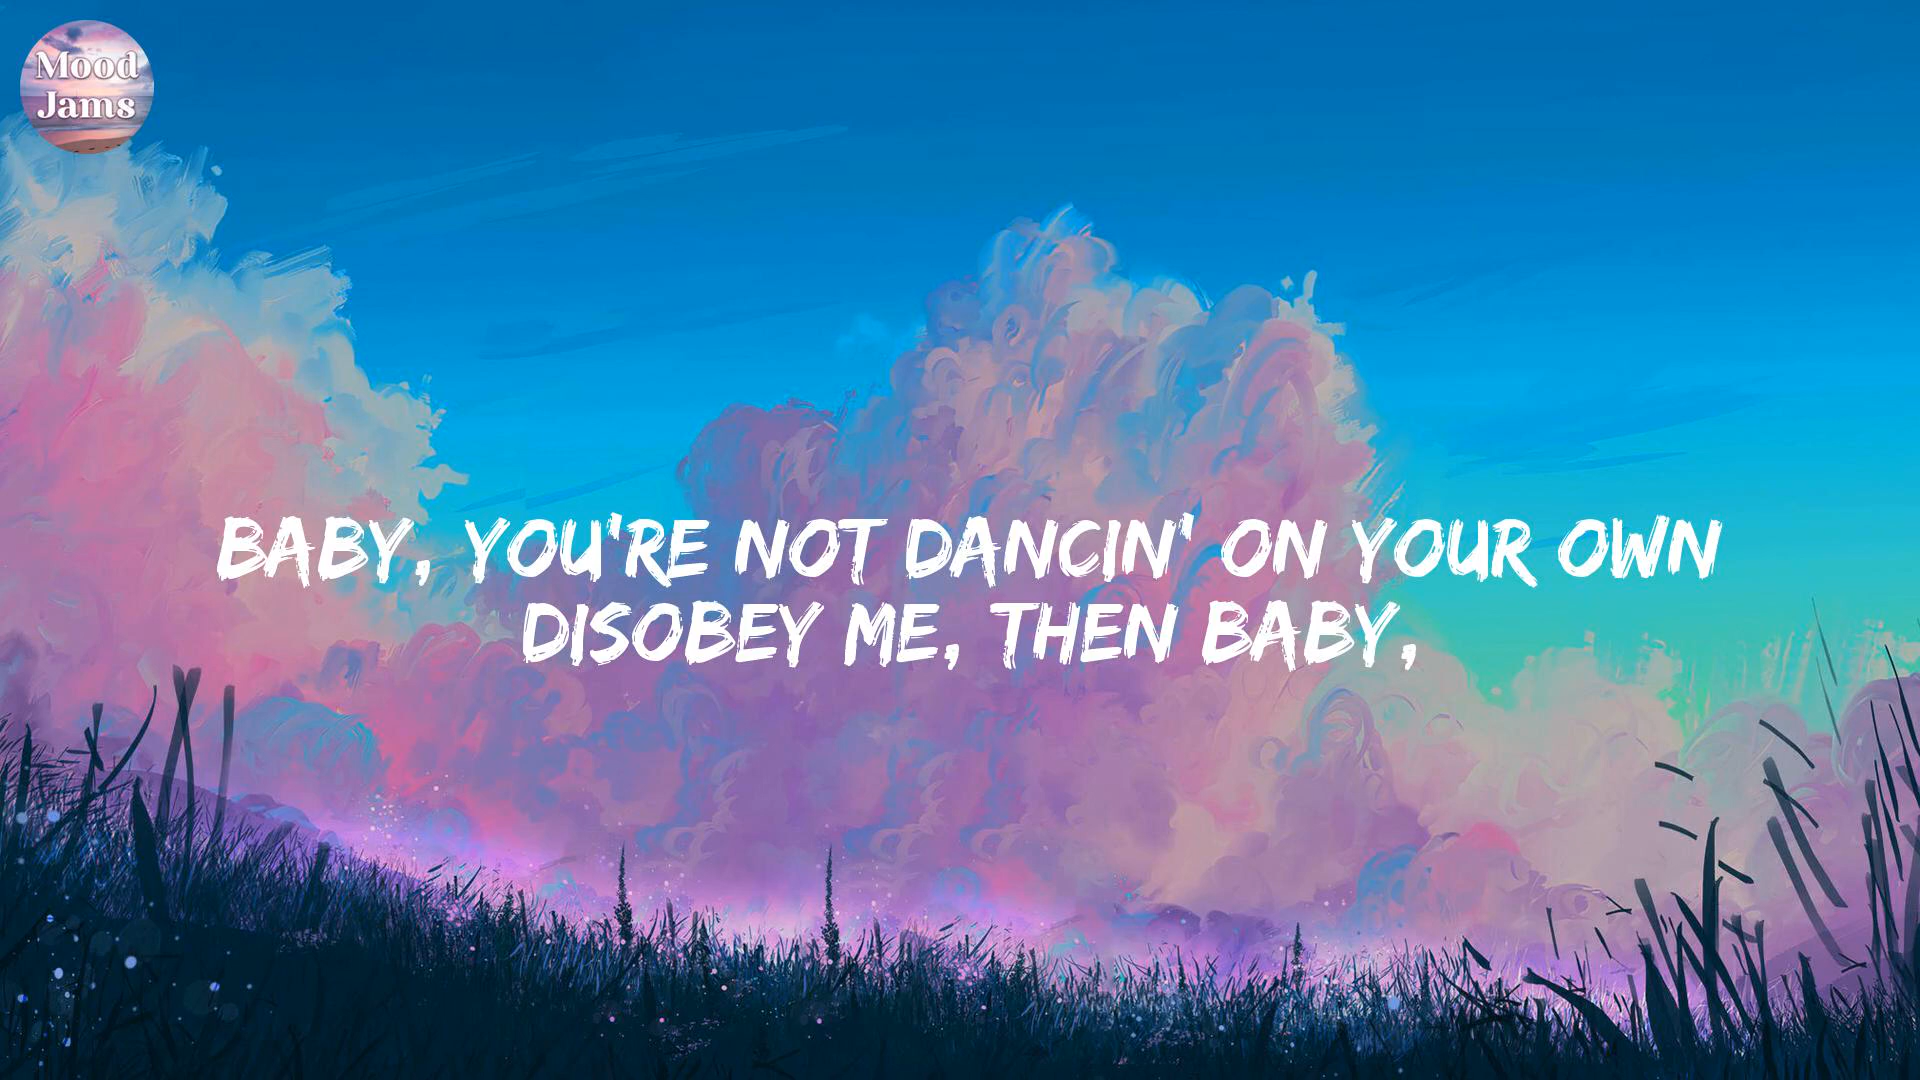 Mood
Jams
BABY, YOU'RE NOT DANCIN' ON YOUR OWN
DISOBEY ME, THEN BABY,